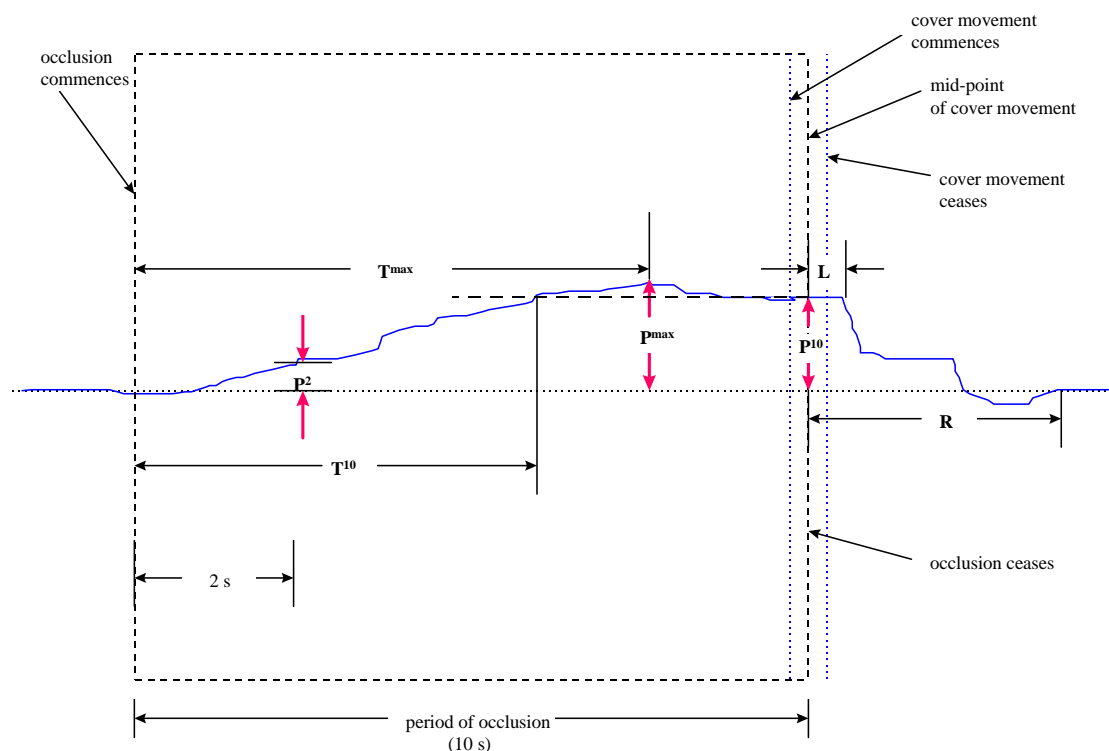 occlusion
commences
cover movement
commences
mid-point
of cover movement
cover movement
ceases
Tmax
L
Pmax
P10
P2
R
T10
2 s
occlusion ceases
period of occlusion
(10 s)